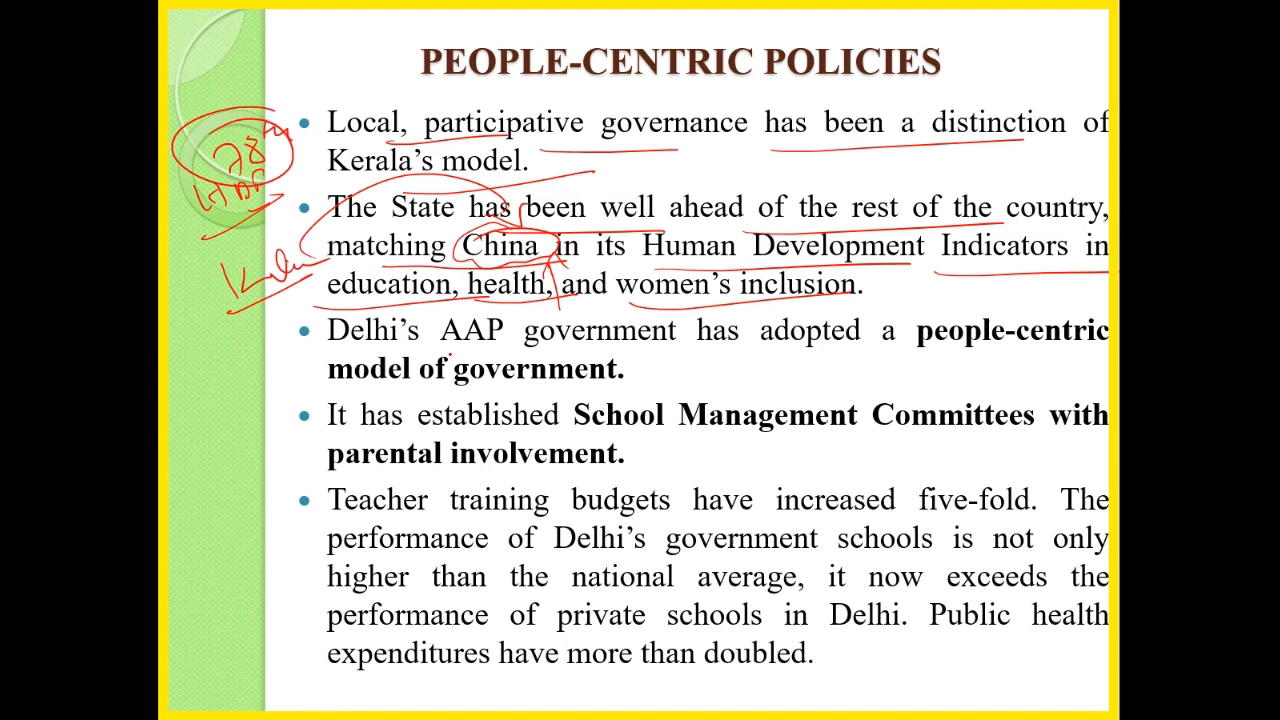 PEOPLE-CENTRIC POLICIES
Local, participative governance has been a distinction of
Kerala's model.
The State has been well ahead of the rest of the country,
matching China in its Human Development Indicators in
education, health, and women's inclusion.
Delhi's AAP government has adopted a people-centric
model of government.
It has established School Management Committees with
parental involvement.
Teacher training budgets have increased five-fold. The
performance of Delhi's government schools is not only
higher than the national average, it now exceeds the
performance of private schools in Delhi. Public health
expenditures have more than doubled.
28